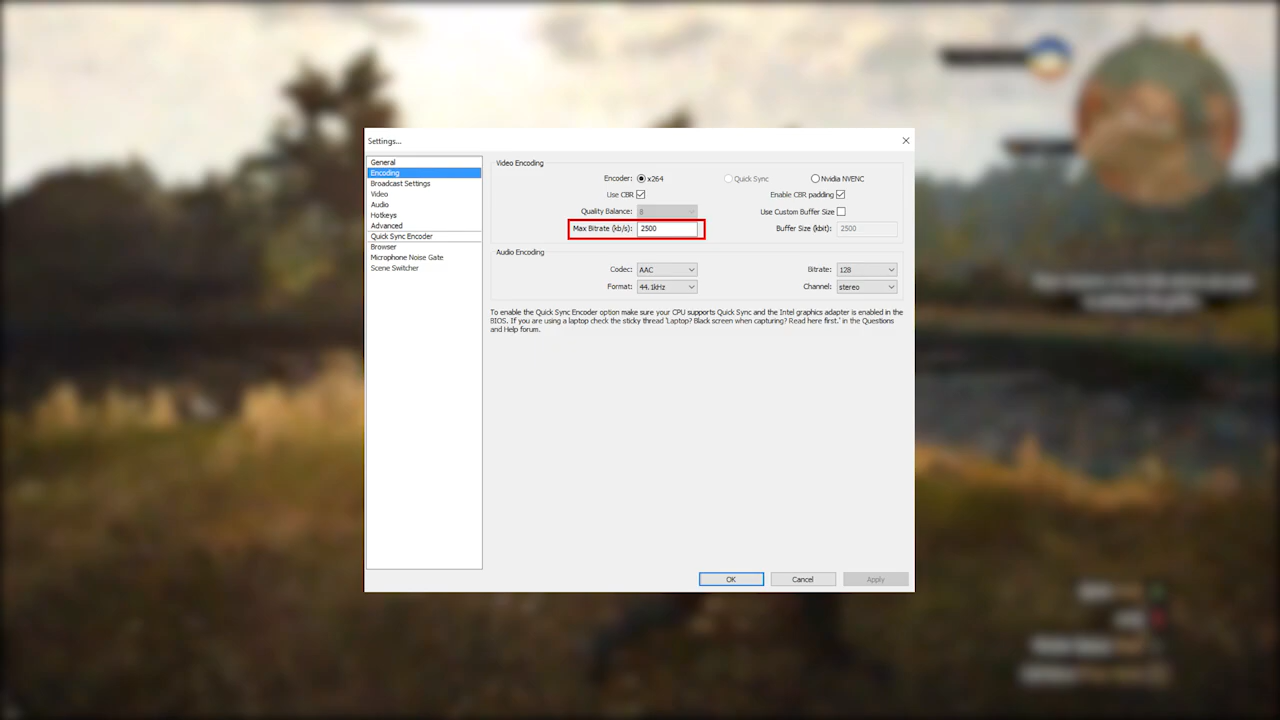 Settings...
General
Encoding
Broadcast Settings
Video
Audio
Hotkeys
Advanced
Quick Sync Encoder
Browser
Microphone Noise Gate
Scene Switcher
Video Encoding
Encoder: x264 Quick Sync Nvidia NVENC
Use CBR Enable CBR padding
Quality Balance: 8 Use Custom Buffer Size
Max Bitrate (kb/s): 2500 Buffer Size (kbit): 2500
Audio Encoding
Codec: AAC Bitrate: 128
Format: 44.1kHz Channel: stereo
To enable the Quick Sync Encoder option make sure your CPU supports Quick Sync and the Intel graphics adapter is enabled in the
BIOS. If you are using a laptop check the sticky thread 'Laptop? Black screen when capturing? Read here first.' in the Questions
and Help forum.
OK Cancel Apply